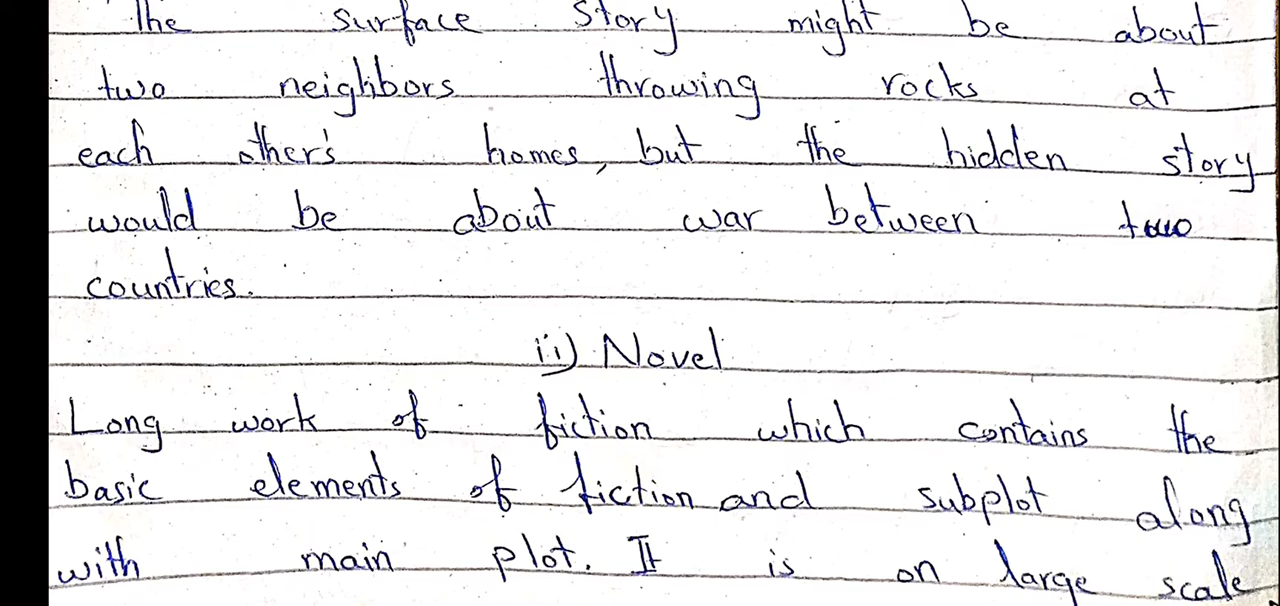 The surface story might be about
two neighbors throwing rocks at
each other's homes, but the hidden story
would be about war between two
countries.
ii) Novel
Long work of fiction which contains the
basic elements of fiction and subplot along
with main plot. It is on large scale